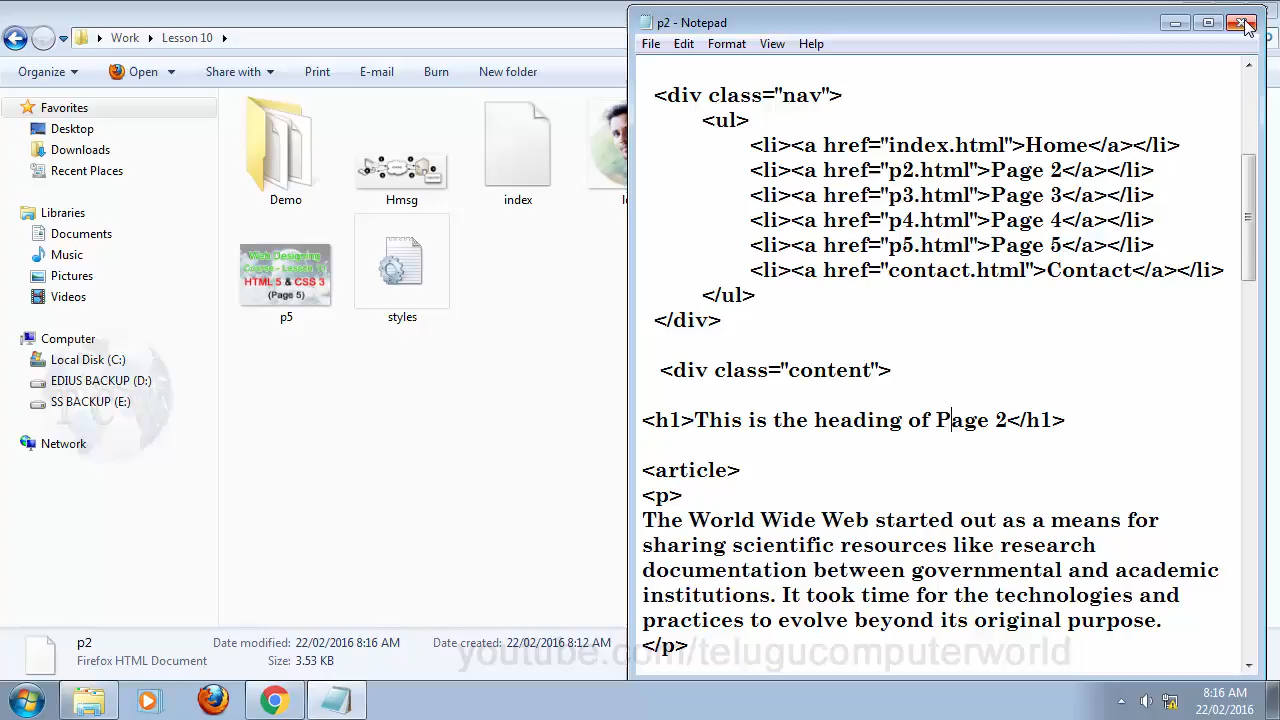 p2 - Notepad
Work Lesson 10
File Edit Format View Help
Organize Open Share with Print E-mail Burn New folder
Favorites
Desktop
Downloads
Recent Places
Libraries
Documents
Music
Pictures
Videos
Computer
Local Disk (C:)
EDIUS BACKUP (D:)
SS BACKUP (E:)
Network
Demo
Hmsg
index
Web Designing
HTML 5 & CSS 3
(Page 5)
p5
styles
<div class="nav">
<ul>
<li><a href="index.html">Home</a></li>
<li><a href="p2.html">Page 2</a></li>
<li><a href="p3.html">Page 3</a></li>
<li><a href="p4.html">Page 4</a></li>
<li><a href="p5.html">Page 5</a></li>
<li><a href="contact.html">Contact</a></li>
</ul>
</div>
<div class="content">
<h1>This is the heading of Page 2</h1>
<article>
<p>
The World Wide Web started out as a means for
sharing scientific resources like research
documentation between governmental and academic
institutions. It took time for the technologies and
practices to evolve beyond its original purpose.
</p>
p2 Date modified: 22/02/2016 8:16 AM Date created: 22/02/2016 8:12 AM
Firefox HTML Document Size: 3.53 KB
youtube.com/telugucomputerworld
8:16 AM
22/02/2016